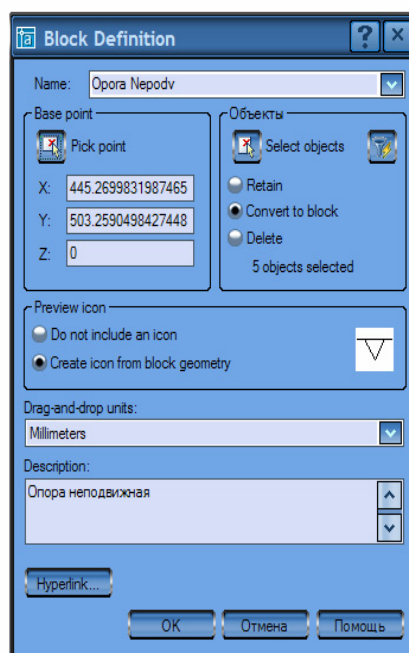 Block Definition
Name: Opora Nepodv
Base point
Pick point
X: 445.2699831987465
Y: 503.2590498427448
Z: 0
Объекты
Select objects
Retain
Convert to block
Delete
5 objects selected
Preview icon
Do not include an icon
Create icon from block geometry
Drag-and-drop units:
Millimeters
Description:
Опора неподвижная
Hyperlink...
OK Отмена Помощь